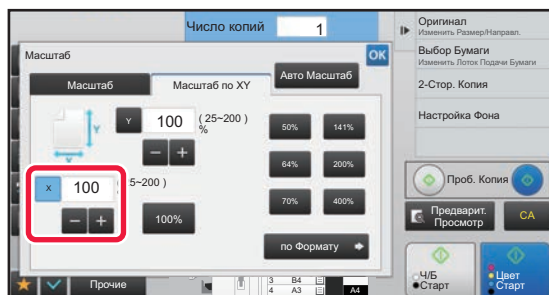 Число копий
1
Масштаб
OK
Масштаб
Масштаб по XY
Авто Масштаб
Y
Y
100
( 25~200 )
%
X
X
100
5~200 )
100%
50%
141%
64%
200%
70%
400%
по Формату
Прочие
3 B4
4 A3
A4
Оригинал
Изменить Размер/Направл.
Выбор Бумаги
Изменить Лоток Подачи Бумаги
2-Стор. Копия
Настройка Фона
Проб. Копия
Предварит.
Просмотр
CA
Ч/Б
Старт
Цвет
Старт